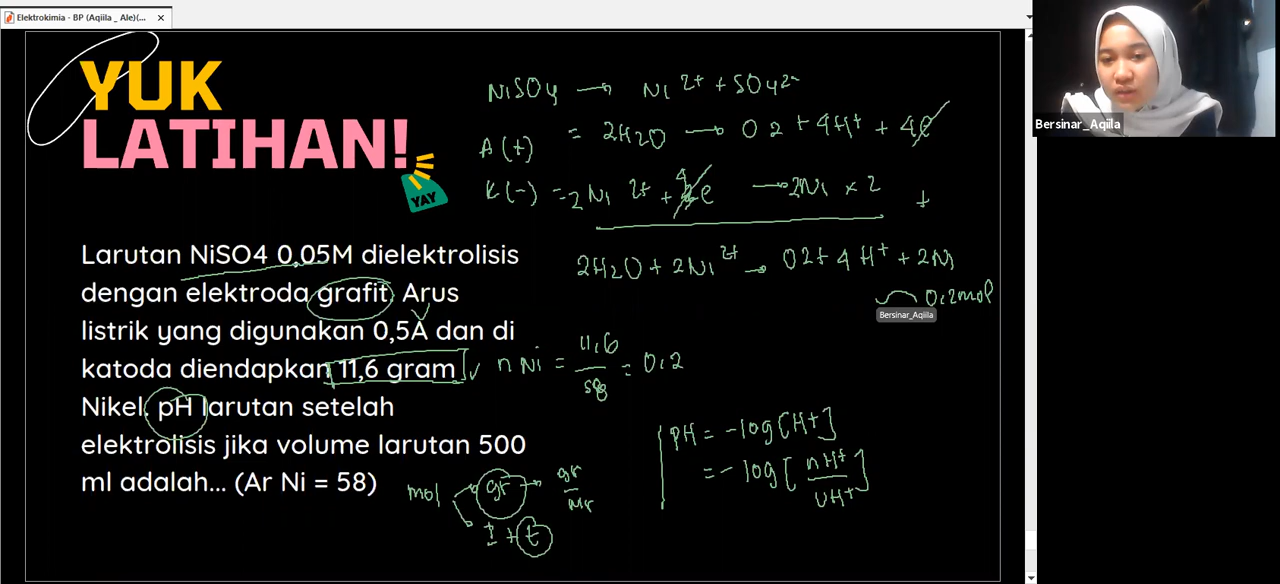 Elektrokimia - BP (Aqiila _ Ale)(...
YUK
LATIHAN!
YAY
NiSO4 → Ni 2+ + SO4 2-
A (+) = 2H2O → O2 + 4H+ + 4e
K (-) = 2Ni 2+ + 4e → 2Ni × 2
+
2H2O + 2Ni 2+ → O2 + 4H+ + 2Ni
0,2 mol
Bersinar_Aqiila
Larutan NiSO4 0,05M dielektrolisis
dengan elektroda grafit. Arus
listrik yang digunakan 0,5A dan di
katoda diendapkan 11,6 gram
Nikel. pH larutan setelah
elektrolisis jika volume larutan 500
ml adalah... (Ar Ni = 58)
n Ni = 11,6 / 58 = 0,2
pH = -log [H+]
= - log [ nH+ / VH+ ]
mol gr → gr / Mr
I + t
Bersinar_Aqiila